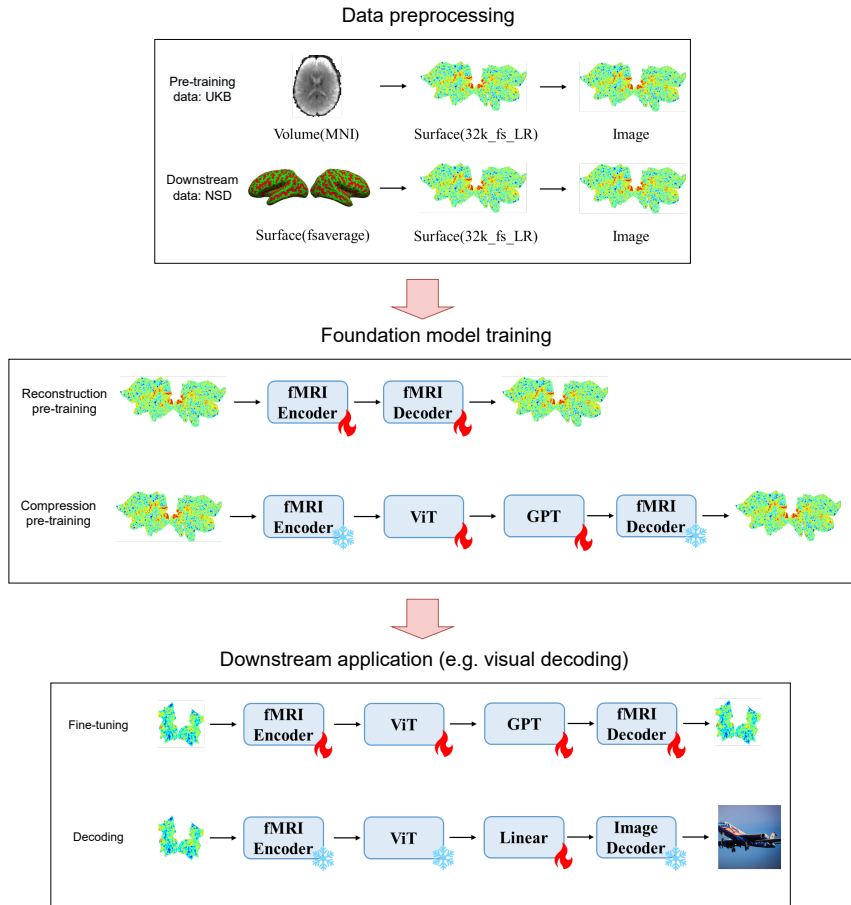 Data preprocessing
Pre-training
data: UKB
Volume(MNI)
Surface(32k_fs_LR)
Image
Downstream
data: NSD
Surface(fsaverage)
Surface(32k_fs_LR)
Image
Foundation model training
Reconstruction
pre-training
fMRI
Encoder
fMRI
Decoder
Compression
pre-training
fMRI
Encoder
ViT
GPT
fMRI
Decoder
Downstream application (e.g. visual decoding)
Fine-tuning
fMRI
Encoder
ViT
GPT
fMRI
Decoder
Decoding
fMRI
Encoder
ViT
Linear
Image
Decoder